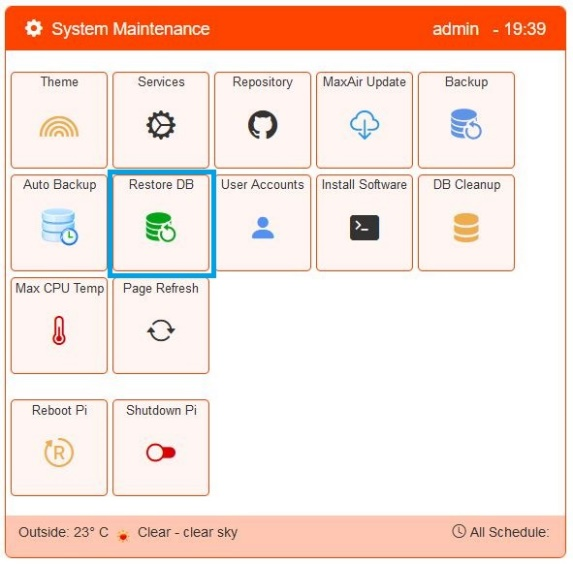 System Maintenance admin - 19:39
Theme Services Repository MaxAir Update Backup
Auto Backup Restore DB User Accounts Install Software DB Cleanup
>_
Max CPU Temp Page Refresh
Reboot Pi Shutdown Pi
R
Outside: 23° C Clear - clear sky All Schedule: